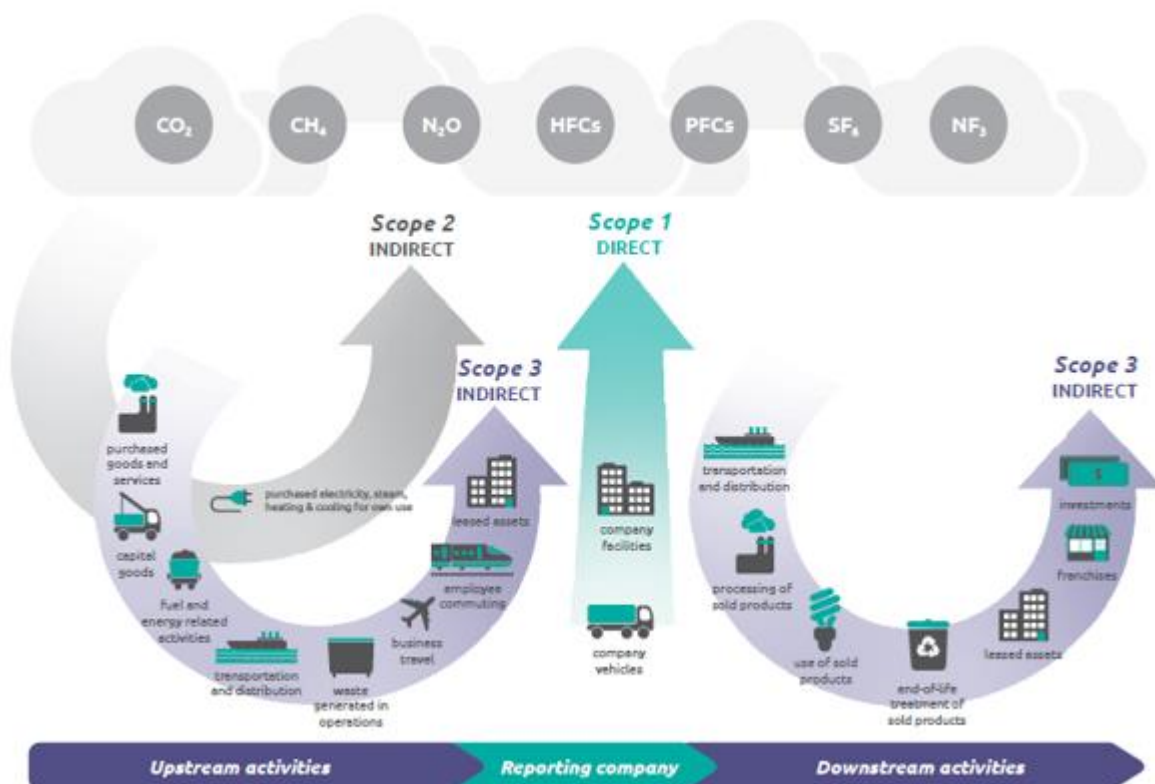 CO₂
CH₄
N₂O
HFCs
PFCs
SF₆
NF₃
Scope 2
INDIRECT
Scope 1
DIRECT
Scope 3
INDIRECT
Scope 3
INDIRECT
purchased
goods and
services
capital
goods
fuel and
energy related
activities
transportation
and distribution
waste
generated in
operations
business
travel
employee
commuting
leased assets
purchased electricity, steam,
heating & cooling for own use
company
facilities
company
vehicles
transportation
and distribution
processing of
sold products
use of sold
products
end-of-life
treatment of
sold products
leased assets
franchises
investments
$
Upstream activities
Reporting company
Downstream activities